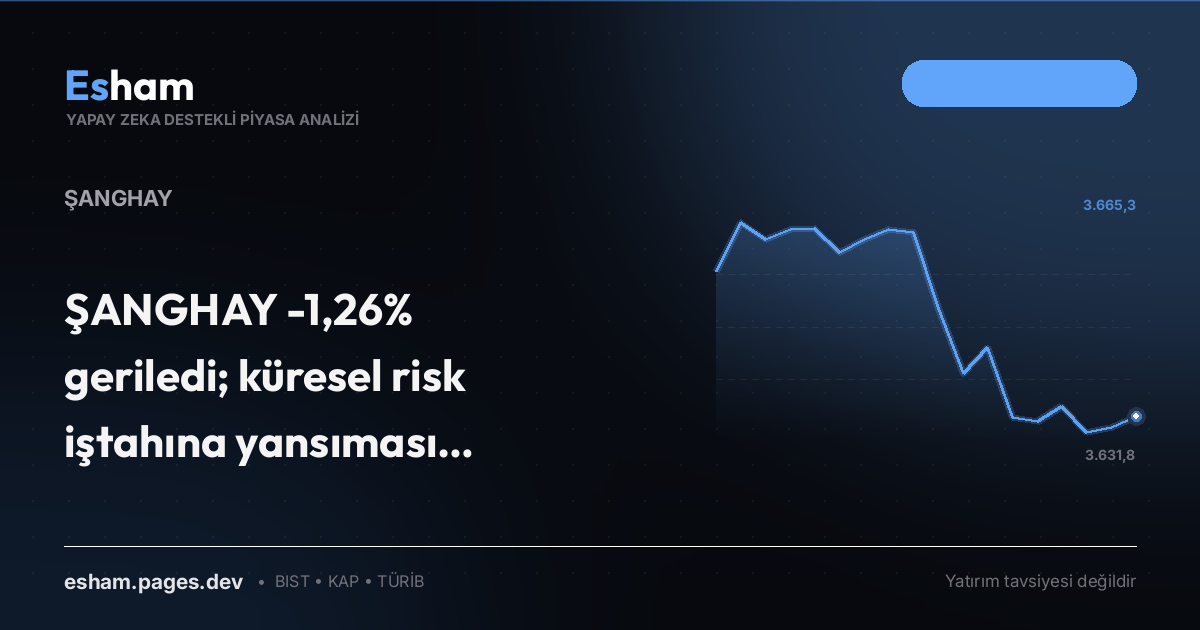 Esham
YAPAY ZEKA DESTEKLİ PİYASA ANALİZİ
ŞANGHAY
3.665,3
ŞANGHAY -1,26%
geriledi; küresel risk
iştahına yansıması...
3.631,8
esham.pages.dev • BIST • KAP • TÜRİB
Yatırım tavsiyesi değildir